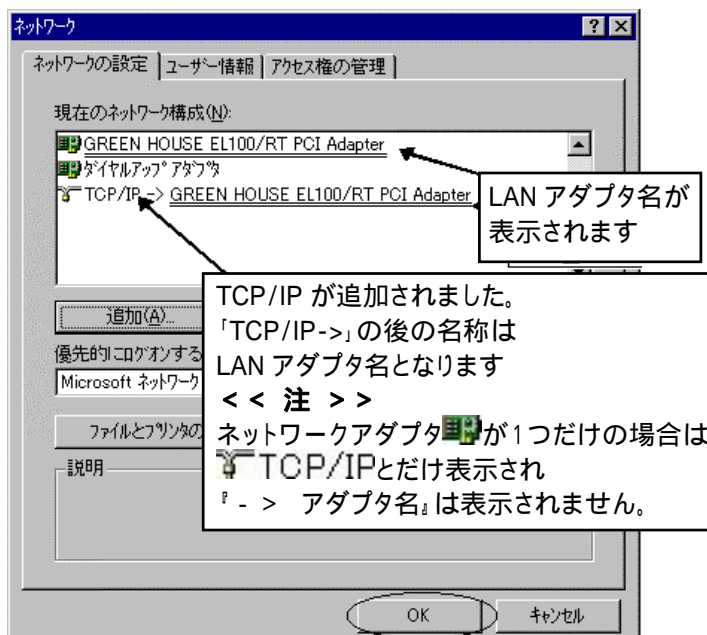 ネットワーク
ネットワークの設定 ユーザー情報 アクセス権の管理
現在のネットワーク構成(N):
GREEN HOUSE EL100/RT PCI Adapter
ダイヤルアップ アダプタ
TCP/IP -> GREEN HOUSE EL100/RT PCI Adapter
LAN アダプタ名が
表示されます
TCP/IP が追加されました。
「TCP/IP->」の後の名称は
LAN アダプタ名となります
<< 注 >>
ネットワークアダプタが1つだけの場合は
TCP/IPとだけ表示され
『-> アダプタ名』は表示されません。
追加(A)...
優先的にログオンする
Microsoft ネットワーク
ファイルとプリンタの
説明
OK キャンセル